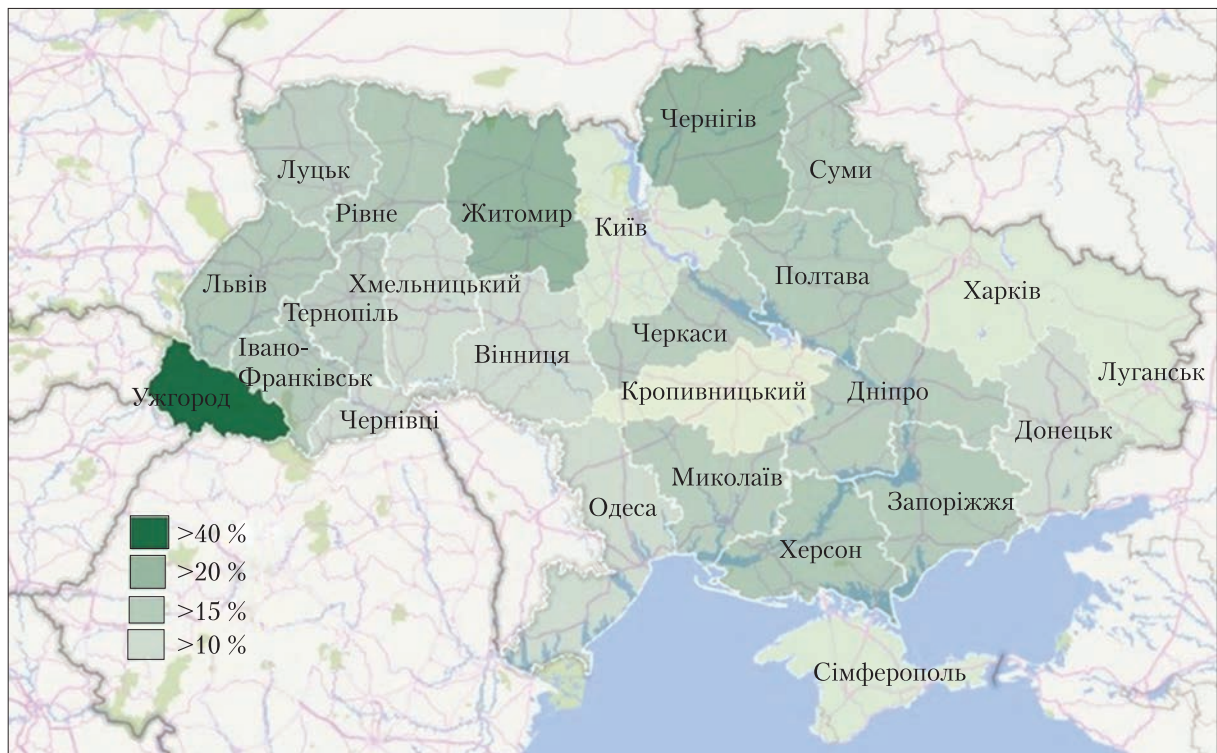 Чернігів
Луцьк
Суми
Рівне
Житомир
Київ
Львів
Хмельницький
Полтава
Харків
Тернопіль
Черкаси
Івано-
Франківськ
Вінниця
Луганськ
Ужгород
Кропивницький
Дніпро
Чернівці
Донецьк
Миколаїв
Одеса
Запоріжжя
Херсон
>40 %
>20 %
>15 %
>10 %
Сімферополь